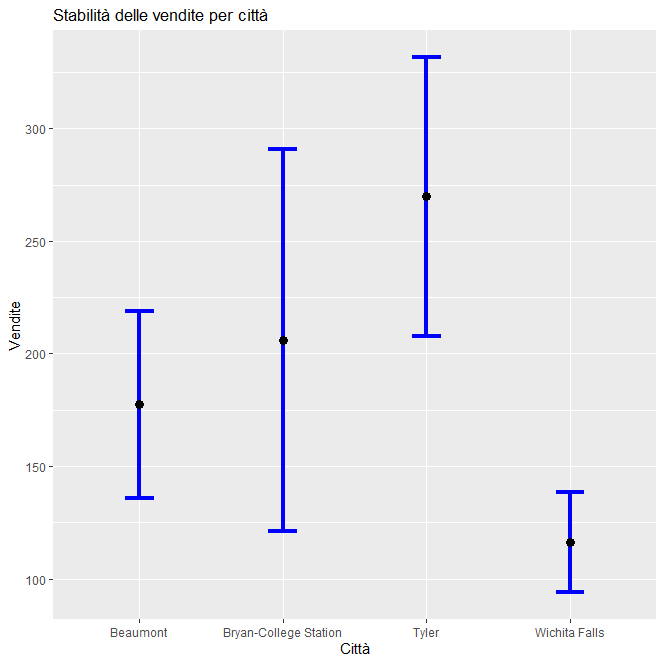 Stabilità delle vendite per città
Vendite
300
250
200
150
100
Beaumont
Bryan-College Station
Tyler
Wichita Falls
Città